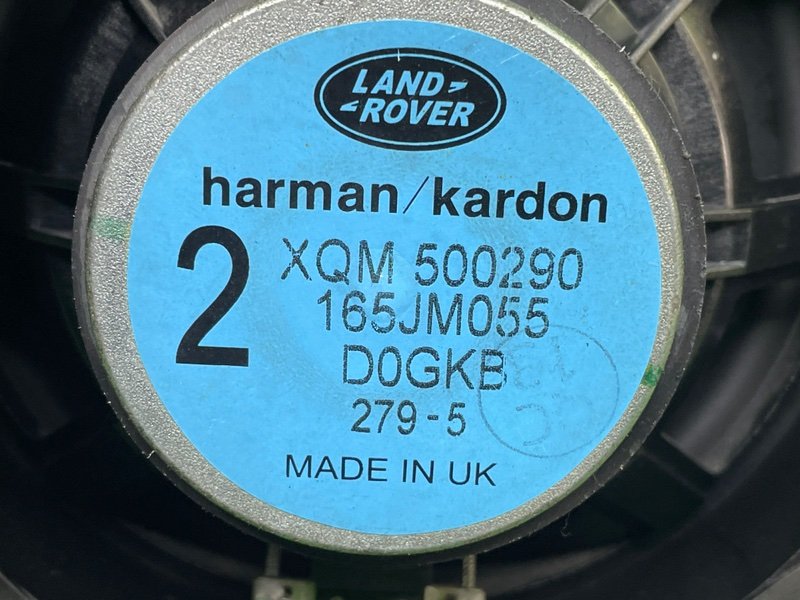 LAND
ROVER
harman/kardon
2
XQM 500290
165JM055
D0GKB
279-5
MADE IN UK